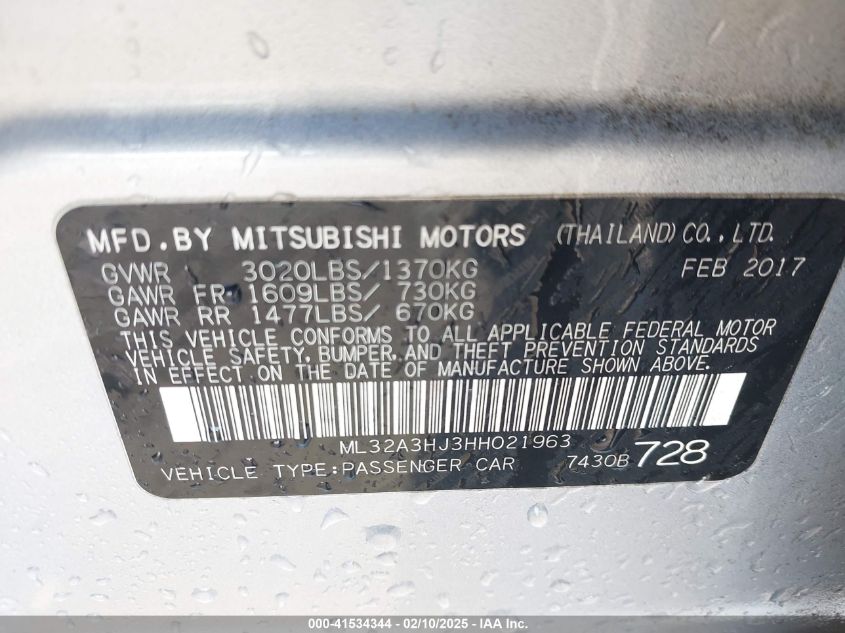 MFD. BY MITSUBISHI MOTORS (THAILAND) CO., LTD.
GVWR 3020LBS/1370KG FEB 2017
GAWR FR 1609LBS/ 730KG
GAWR RR 1477LBS/ 670KG
THIS VEHICLE CONFORMS TO ALL APPLICABLE FEDERAL MOTOR
VEHICLE SAFETY, BUMPER, AND THEFT PREVENTION STANDARDS
IN EFFECT ON THE DATE OF MANUFACTURE SHOWN ABOVE.
ML32A3HJ3HH021963
VEHICLE TYPE:PASSENGER CAR 7430B 728
000-41534344 - 02/10/2025 - IAA Inc.